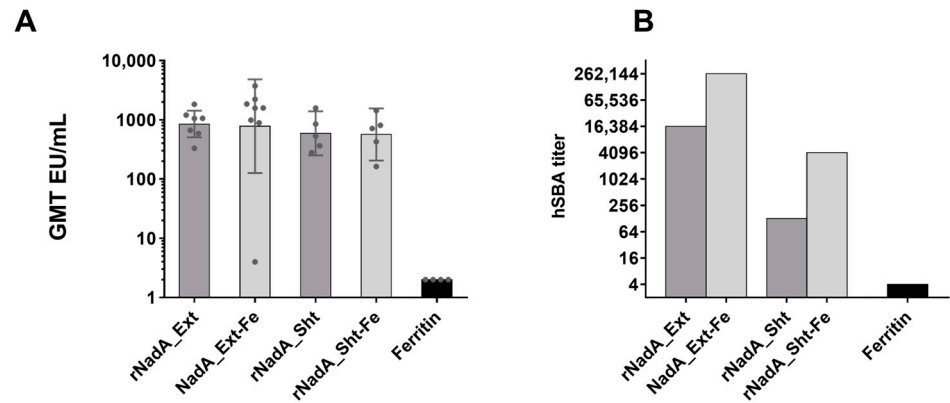 A
GMT EU/mL
10,000
1000
100
10
1
rNadA_Ext
NadA_Ext-Fe
rNadA_Sht
rNadA_Sht-Fe
Ferritin
B
hSBA titer
262,144
65,536
16,384
4096
1024
256
64
16
4
rNadA_Ext
NadA_Ext-Fe
rNadA_Sht
rNadA_Sht-Fe
Ferritin